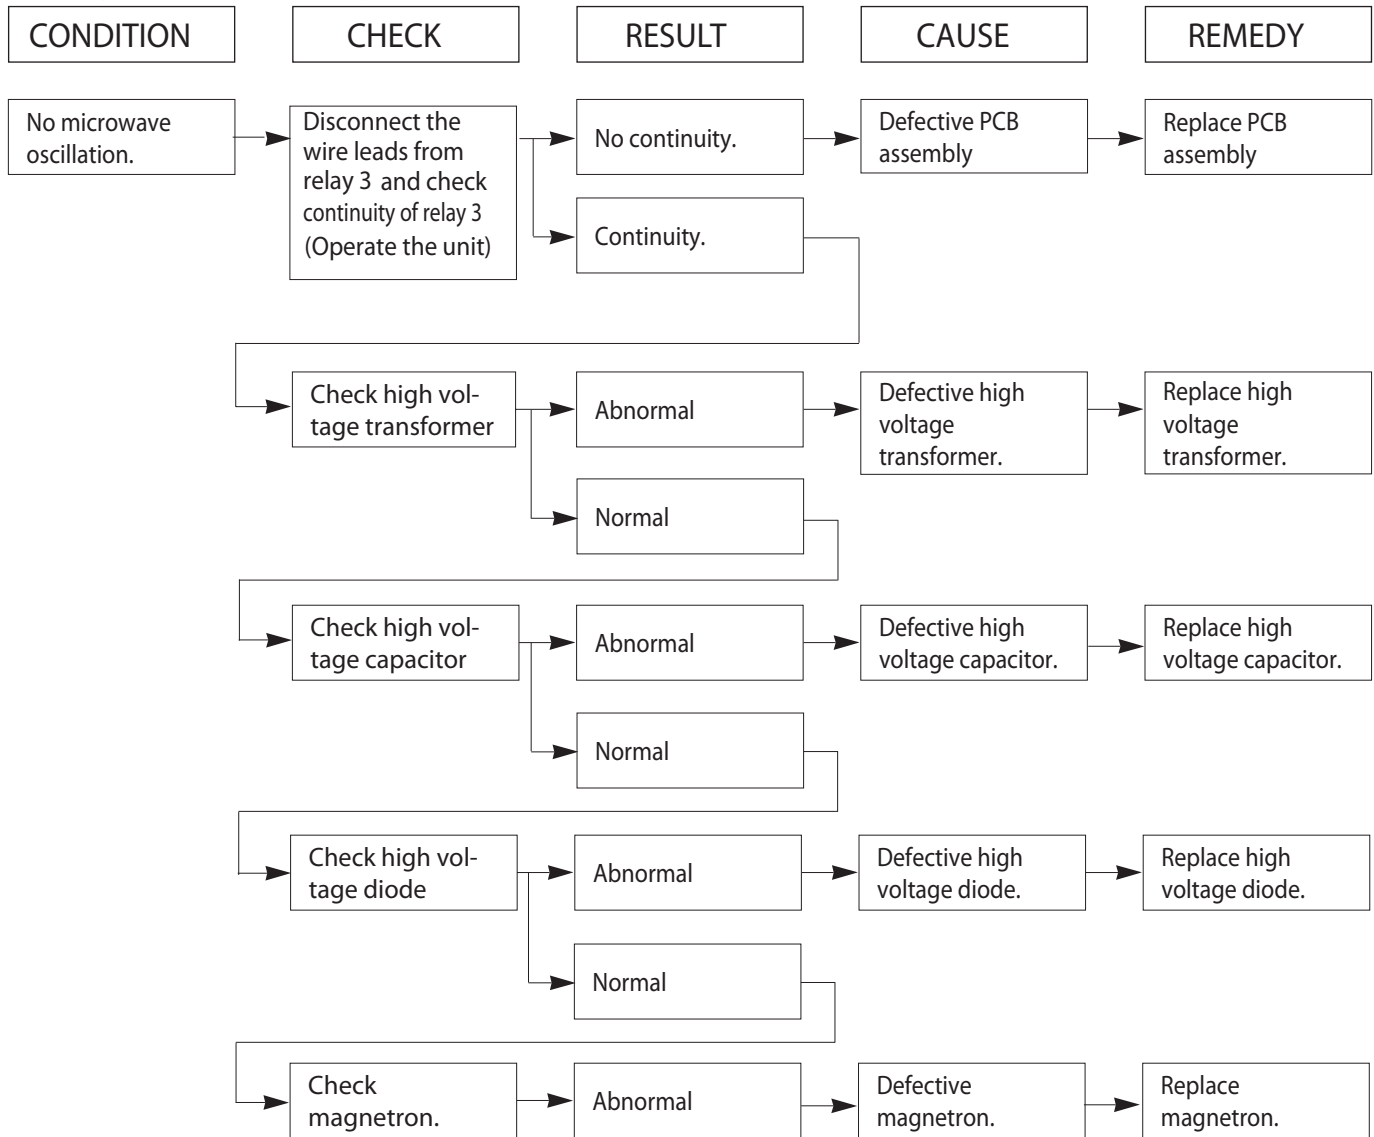 CONDITION
CHECK
RESULT
CAUSE
REMEDY
No microwave
oscillation.
Disconnect the
wire leads from
relay 3 and check
continuity of relay 3
(Operate the unit)
No continuity.
Defective PCB
assembly
Replace PCB
assembly
Continuity.
Check high vol-
tage transformer
Abnormal
Defective high
voltage
transformer.
Replace high
voltage
transformer.
Normal
Check high vol-
tage capacitor
Abnormal
Defective high
voltage capacitor.
Replace high
voltage capacitor.
Normal
Check high vol-
tage diode
Abnormal
Defective high
voltage diode.
Replace high
voltage diode.
Normal
Check
magnetron.
Abnormal
Defective
magnetron.
Replace
magnetron.